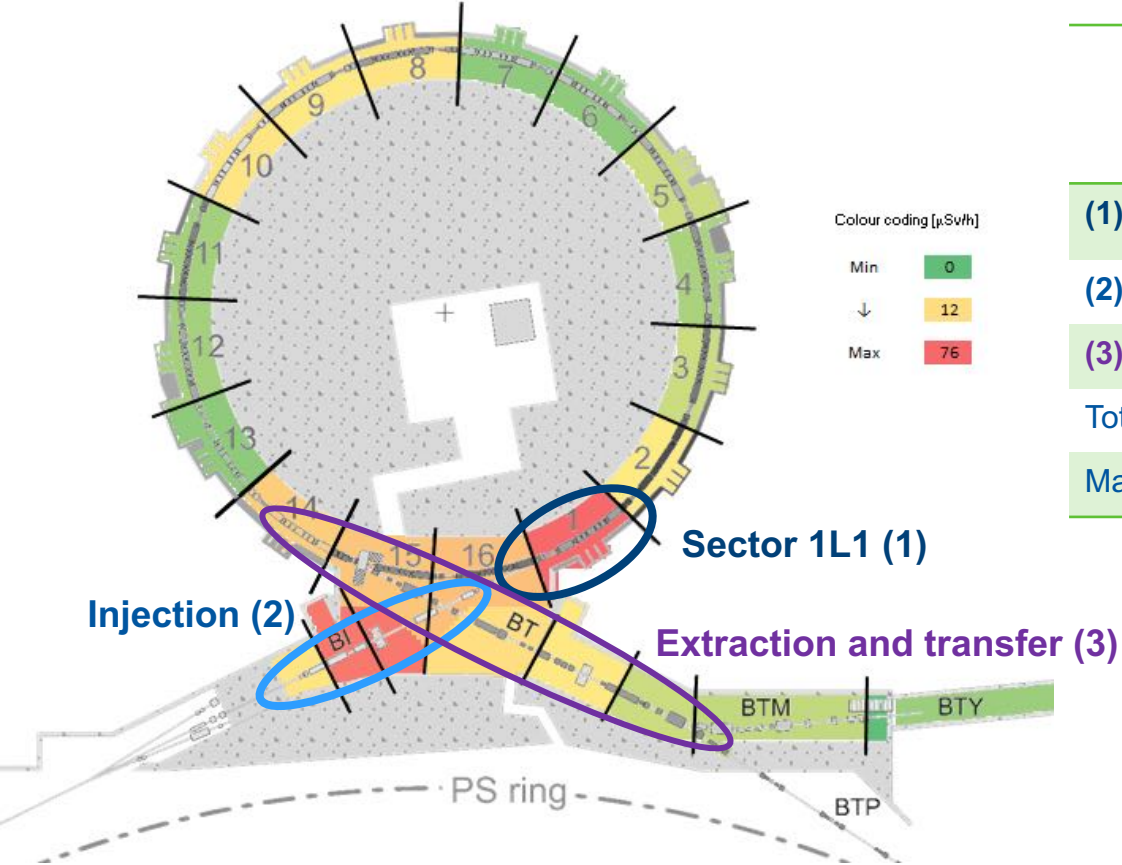 8
7
9
6
10
5
11
4
12
3
13
2
14
15
16
1
Colour coding [µSv/h]
Min 0
↓ 12
Max 76
(1)
(2)
(3)
Tot
Ma
Sector 1L1 (1)
Injection (2)
BI
BT
Extraction and transfer (3)
BTM
BTY
PS ring
BTP